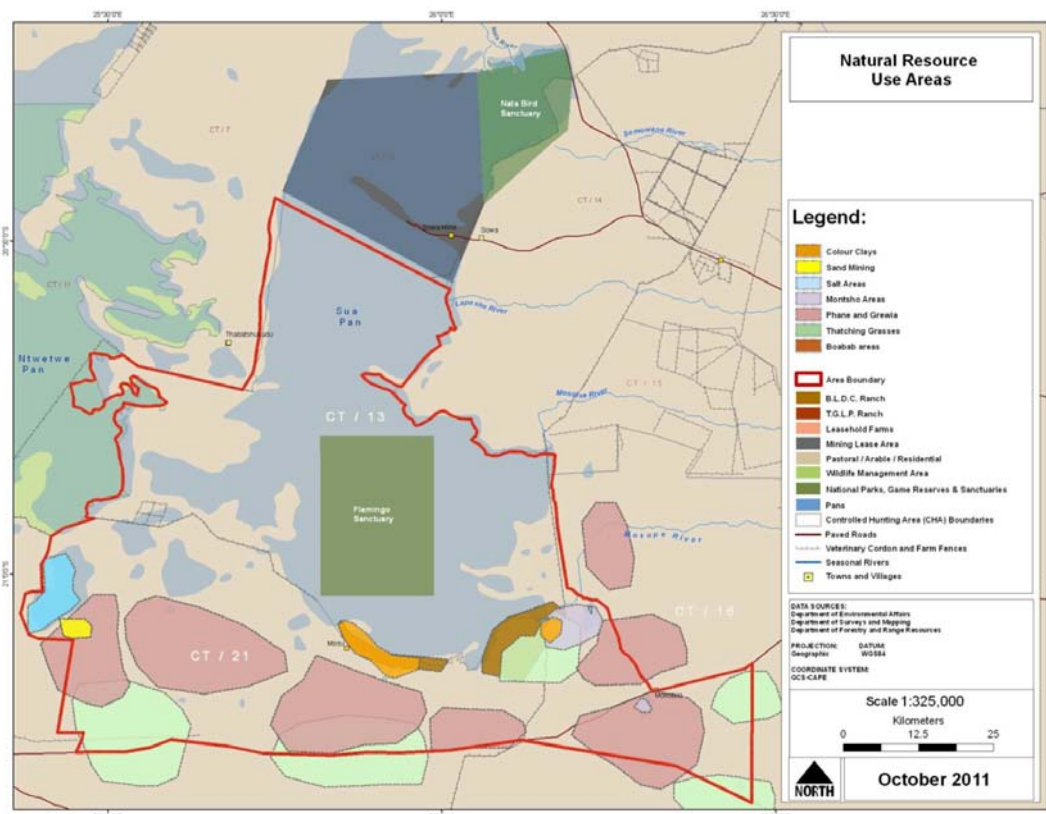 25°30'0"E
26°0'0"E
26°30'0"E
20°30'0"S
21°0'0"S
Nata Bird
Sanctuary
Semowane River
CT / 7
CT / 14
Sowa
CT / 11
Sua
Pan
Thabatshukudu
Ntwetwe
Pan
CT / 15
Mosetse River
CT / 13
Flamingo
Sanctuary
Mosope River
CT / 16
CT / 21
Natural Resource
Use Areas
Legend:
Colour Clays
Sand Mining
Salt Areas
Montsho Areas
Phane and Grewia
Thatching Grasses
Boabab areas
Area Boundary
B.L.D.C. Ranch
T.G.L.P. Ranch
Leasehold Farms
Mining Lease Area
Pastoral / Arable / Residential
Wildlife Management Area
National Parks, Game Reserves & Sanctuaries
Pans
Controlled Hunting Area (CHA) Boundaries
Paved Roads
Veterinary Cordon and Farm Fences
Seasonal Rivers
Towns and Villages
DATA SOURCES:
Department of Environmental Affairs
Department of Surveys and Mapping
Department of Forestry and Range Resources
PROJECTION: DATUM:
Geographic WGS84
COORDINATE SYSTEM:
GCS-CAPE
Scale 1:325,000
Kilometers
0 12.5 25
NORTH
October 2011